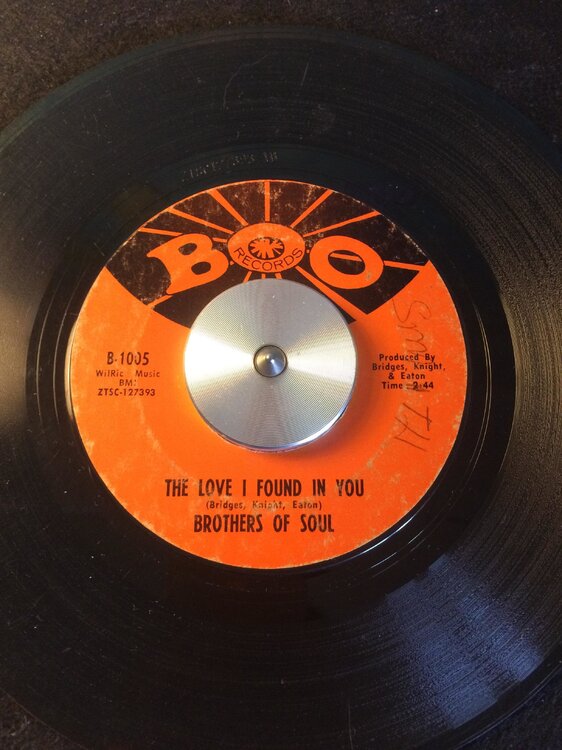 BOO
RECORDS
B-1005
WilRic Music
BMI
ZTSC-127393
Produced By
Bridges, Knight,
& Eaton
Time 2:44
THE LOVE I FOUND IN YOU
(Bridges, Knight, Eaton)
BROTHERS OF SOUL